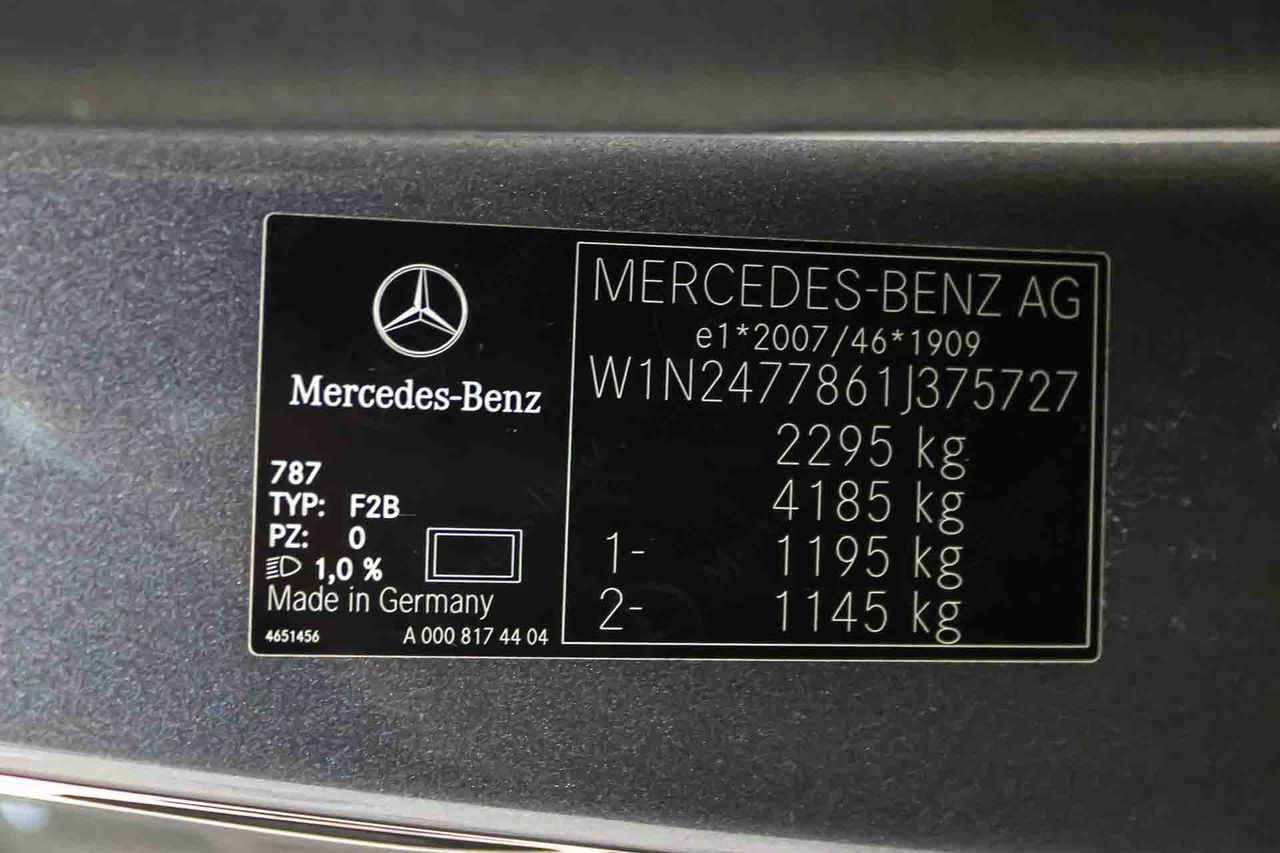 Mercedes-Benz
787
TYP: F2B
PZ: 0
1,0 %
Made in Germany
4651456 A 000 817 44 04
MERCEDES-BENZ AG
e1*2007/46*1909
W1N2477861J375727
2295 kg
4185 kg
1- 1195 kg
2- 1145 kg